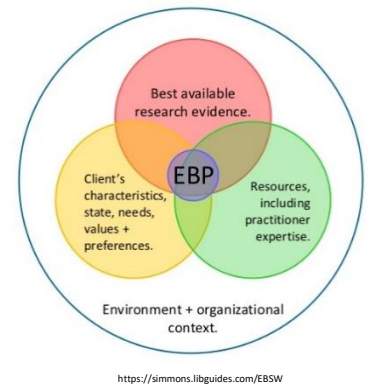 Best available
research evidence.
EBP
Client's
characteristics,
state, needs,
values +
preferences.
Resources,
including
practitioner
expertise.
Environment + organizational
context.
https://simmons.libguides.com/EBSW